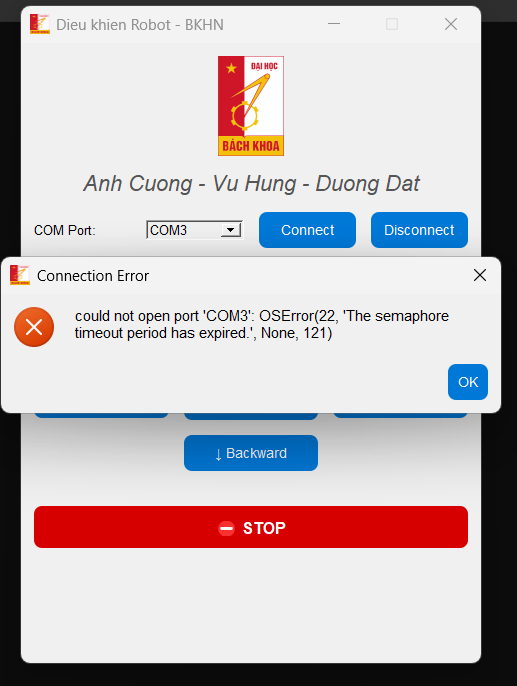 Dieu khien Robot - BKHN
ĐẠI HỌC
BÁCH KHOA
Anh Cuong - Vu Hung - Duong Dat
COM Port:
COM3
Connect
Disconnect
Connection Error
could not open port 'COM3': OSError(22, 'The semaphore
timeout period has expired.', None, 121)
OK
↓ Backward
STOP